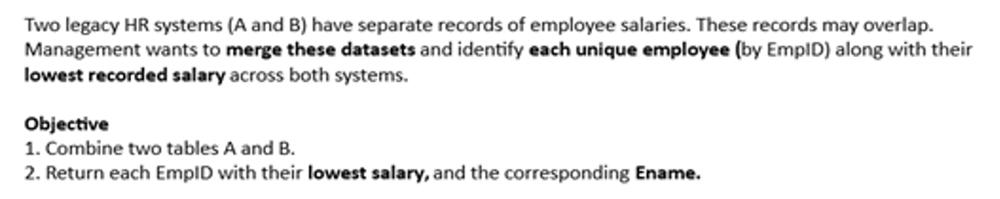 Two legacy HR systems (A and B) have separate records of employee salaries. These records may overlap.
Management wants to merge these datasets and identify each unique employee (by EmpID) along with their
lowest recorded salary across both systems.
Objective
1. Combine two tables A and B.
2. Return each EmpID with their lowest salary, and the corresponding Ename.